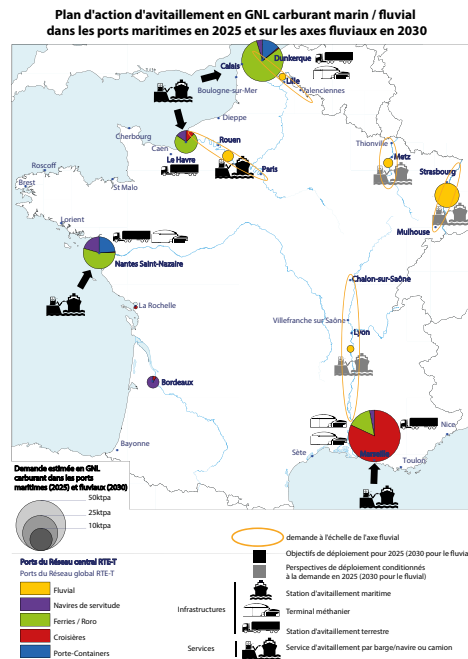 Plan d'action d'avitaillement en GNL carburant marin / fluvial
dans les ports maritimes en 2025 et sur les axes fluviaux en 2030
Dunkerque
Calais
Lille
Boulogne-sur-Mer
Valenciennes
Dieppe
Cherbourg
Rouen
Caen
Le Havre
Paris
Thionville
Metz
Strasbourg
Roscoff
Brest
St Malo
Mulhouse
Lorient
Nantes Saint-Nazaire
Chalon-sur-Saône
La Rochelle
Villefranche sur Saône
Lyon
Bordeaux
Bayonne
Nice
Marseille
Sète
Toulon
Demande estimée en GNL
carburant dans les ports
maritimes (2025) et fluviaux (2030)
50ktpa
25ktpa
10ktpa
demande à l'échelle de l'axe fluvial
Objectifs de déploiement pour 2025 (2030 pour le fluvial
Perspectives de déploiement conditionnés
à la demande en 2025 (2030 pour le fluvial)
Ports du Réseau central RTE-T
Ports du Réseau global RTE-T
Fluvial
Navires de servitude
Ferries / Roro
Croisières
Porte-Containers
Infrastructures
Services
Station d'avitaillement maritime
Terminal méthanier
Station d'avitaillement terrestre
Service d'avitaillement par barge/navire ou camion